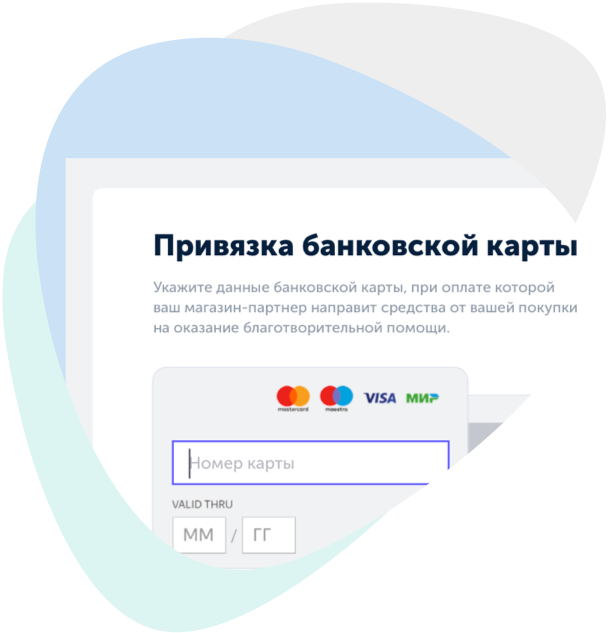 Привязка банковской карты
Укажите данные банковской карты, при оплате которой
ваш магазин-партнер направит средства от вашей покупки
на оказание благотворительной помощи.
mastercard maestro VISA МИР
Номер карты
VALID THRU
ММ / ГГ